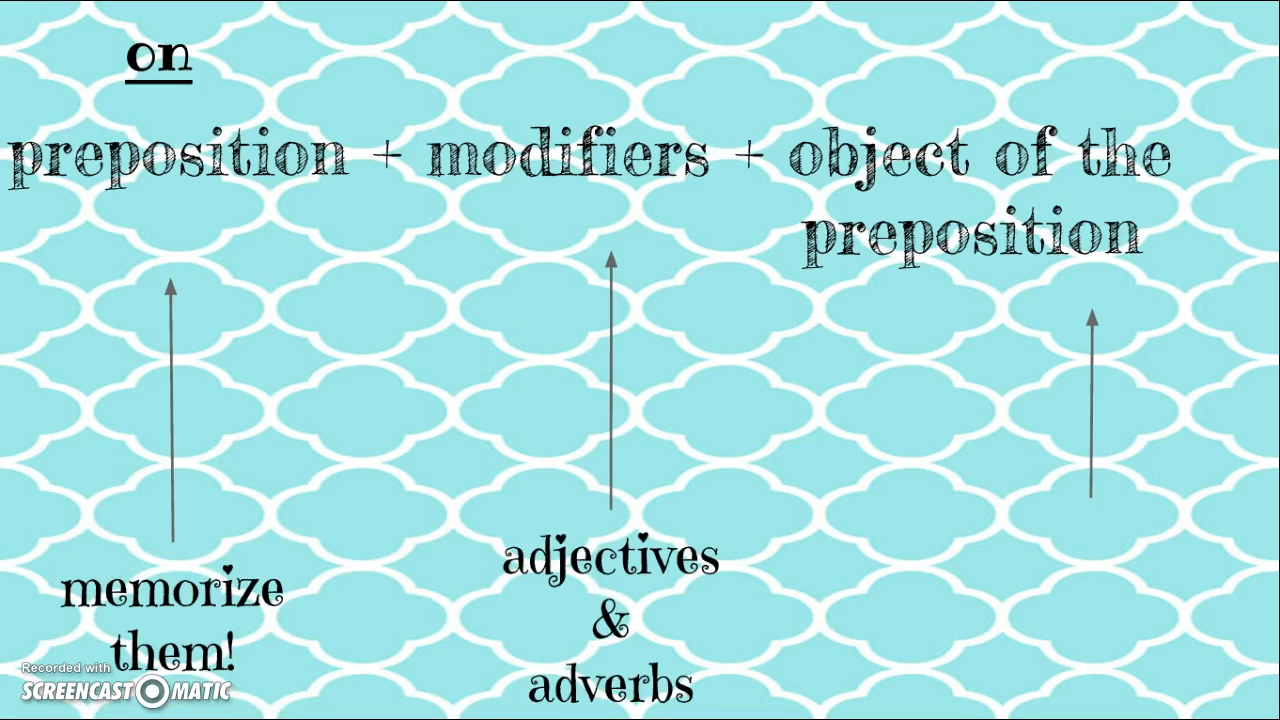 on
preposition + modifiers + object of the
preposition
memorize
them!
adjectives
&
adverbs
Recorded with
SCREENCAST O MATIC